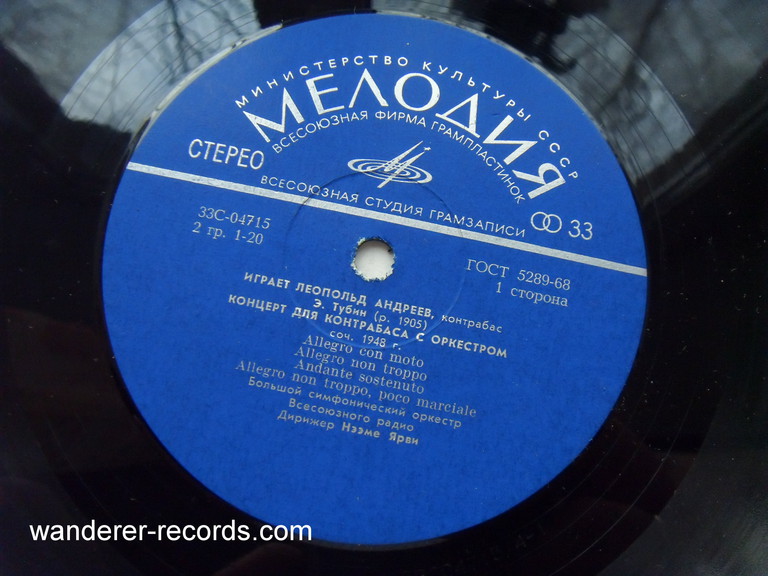 МИНИСТЕРСТВО КУЛЬТУРЫ СССР
МЕЛОДИЯ
ВСЕСОЮЗНАЯ ФИРМА ГРАМПЛАСТИНОК
СТЕРЕО
ВСЕСОЮЗНАЯ СТУДИЯ ГРАМЗАПИСИ
33
33С-04715
2 гр. 1-20
ГОСТ 5289-68
1 сторона
ИГРАЕТ ЛЕОПОЛЬД АНДРЕЕВ, контрабас
Э. Тубин (р. 1905)
КОНЦЕРТ ДЛЯ КОНТРАБАСА С ОРКЕСТРОМ
соч. 1948 г.
Allegro con moto
Allegro non troppo
Andante sostenuto
Allegro non troppo, poco marciale
Большой симфонический оркестр
Всесоюзного радио
Дирижер Нээме Ярви
wanderer-records.com